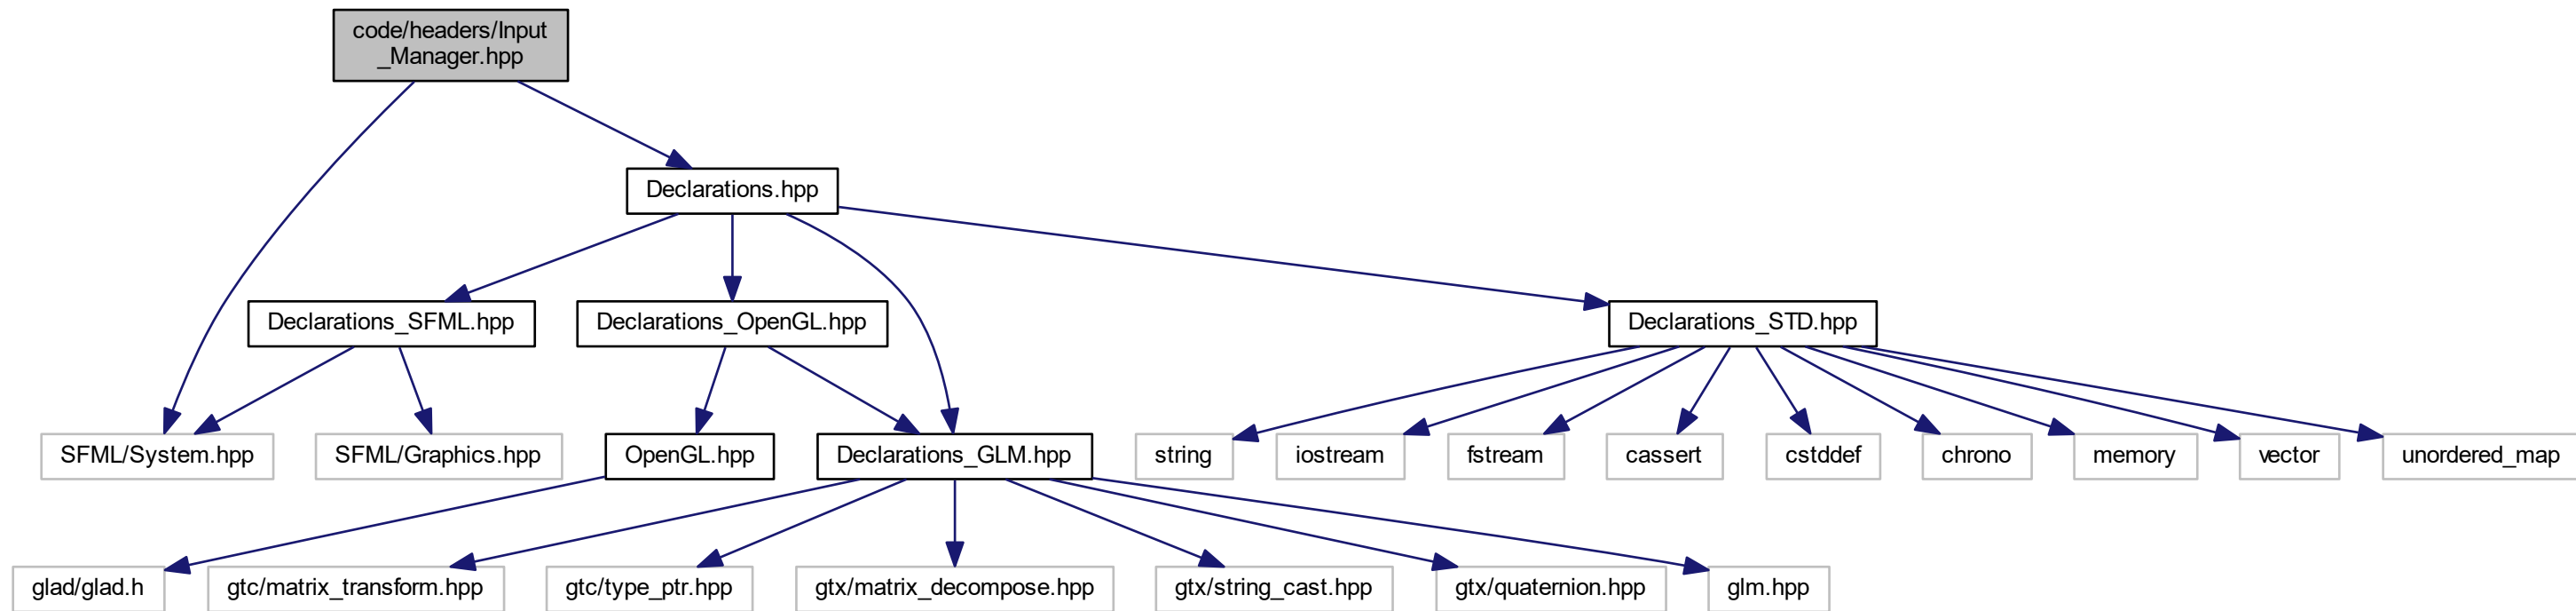 code/headers/Input
_Manager.hpp
Declarations.hpp
Declarations_SFML.hpp
Declarations_OpenGL.hpp
Declarations_STD.hpp
SFML/System.hpp
SFML/Graphics.hpp
OpenGL.hpp
Declarations_GLM.hpp
string
iostream
fstream
cassert
cstddef
chrono
memory
vector
unordered_map
glad/glad.h
gtc/matrix_transform.hpp
gtc/type_ptr.hpp
gtx/matrix_decompose.hpp
gtx/string_cast.hpp
gtx/quaternion.hpp
glm.hpp